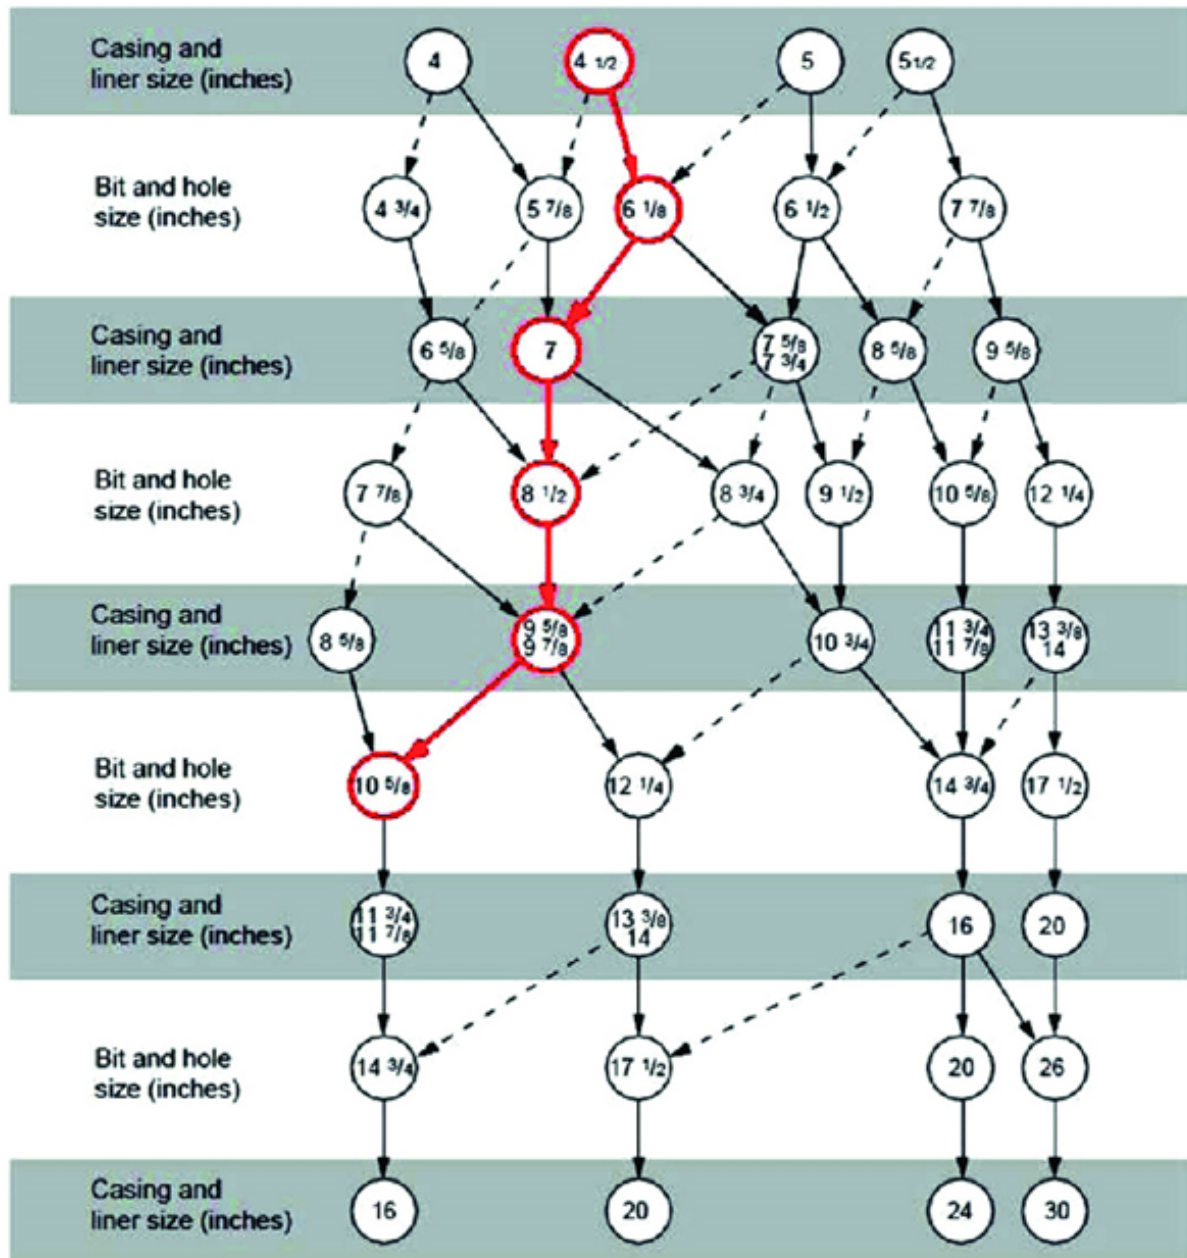 Casing and
liner size (inches)
4
4 1/2
5
5 1/2
Bit and hole
size (inches)
4 3/4
5 7/8
6 1/8
6 1/2
7 7/8
Casing and
liner size (inches)
6 5/8
7
7 5/8
7 3/4
8 5/8
9 5/8
Bit and hole
size (inches)
7 7/8
8 1/2
8 3/4
9 1/2
10 5/8
12 1/4
Casing and
liner size (inches)
8 5/8
9 5/8
9 7/8
10 3/4
11 3/4
11 7/8
13 3/8
14
Bit and hole
size (inches)
10 5/8
12 1/4
14 3/4
17 1/2
Casing and
liner size (inches)
11 3/4
11 7/8
13 3/8
14
16
20
Bit and hole
size (inches)
14 3/4
17 1/2
20
26
Casing and
liner size (inches)
16
20
24
30